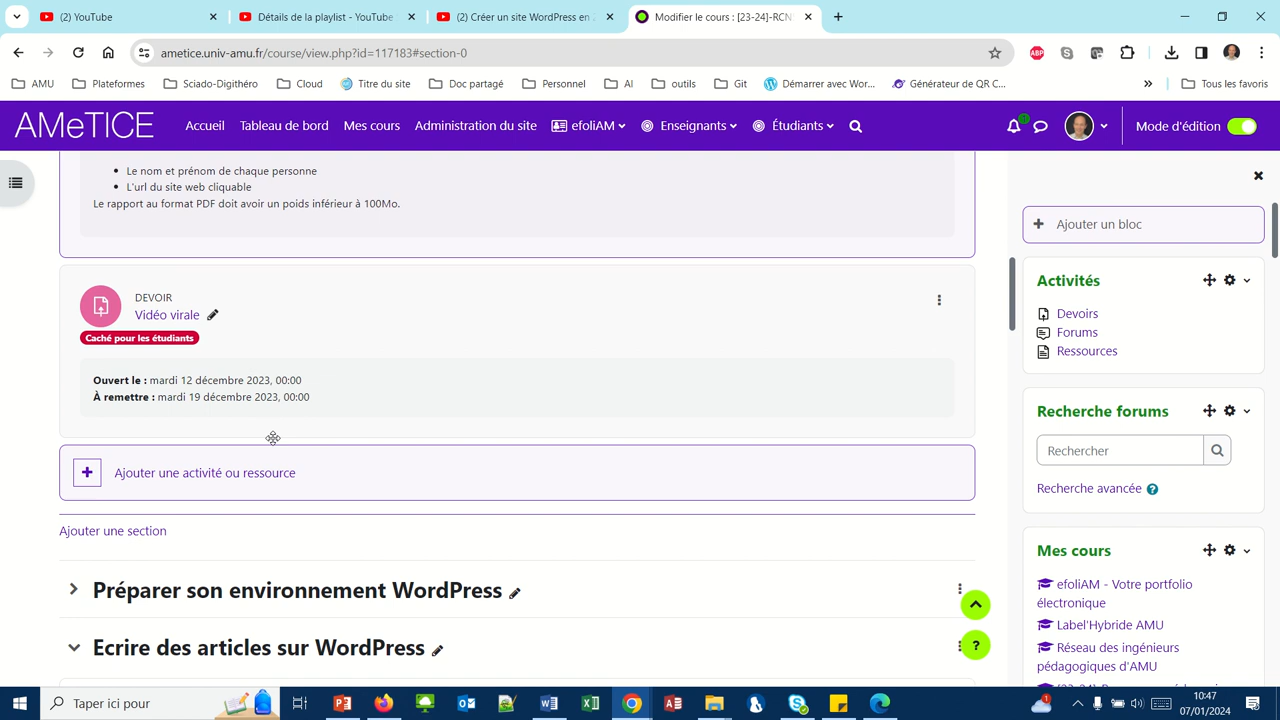 (2) YouTube
Détails de la playlist - YouTube S
(2) Créer un site WordPress en 2
Modifier le cours : [23-24]-RCNS
ametice.univ-amu.fr/course/view.php?id=117183#section-0
AMU
Plateformes
Sciado-Digithéro
Cloud
Titre du site
Doc partagé
Personnel
AI
outils
Git
Démarrer avec Wor...
Générateur de QR C...
»
Tous les favoris
AMeTICE
Accueil
Tableau de bord
Mes cours
Administration du site
efoliAM
Enseignants
Étudiants
Mode d'édition
Le nom et prénom de chaque personne
L'url du site web cliquable
Le rapport au format PDF doit avoir un poids inférieur à 100Mo.
DEVOIR
Vidéo virale
Caché pour les étudiants
Ouvert le : mardi 12 décembre 2023, 00:00
À remettre : mardi 19 décembre 2023, 00:00
+ Ajouter une activité ou ressource
Ajouter une section
Préparer son environnement WordPress
Ecrire des articles sur WordPress
Ajouter un bloc
Activités
Devoirs
Forums
Ressources
Recherche forums
Rechercher
Recherche avancée
Mes cours
efoliAM - Votre portfolio
électronique
Label'Hybride AMU
Réseau des ingénieurs
pédagogiques d'AMU
Taper ici pour
10:47
07/01/2024